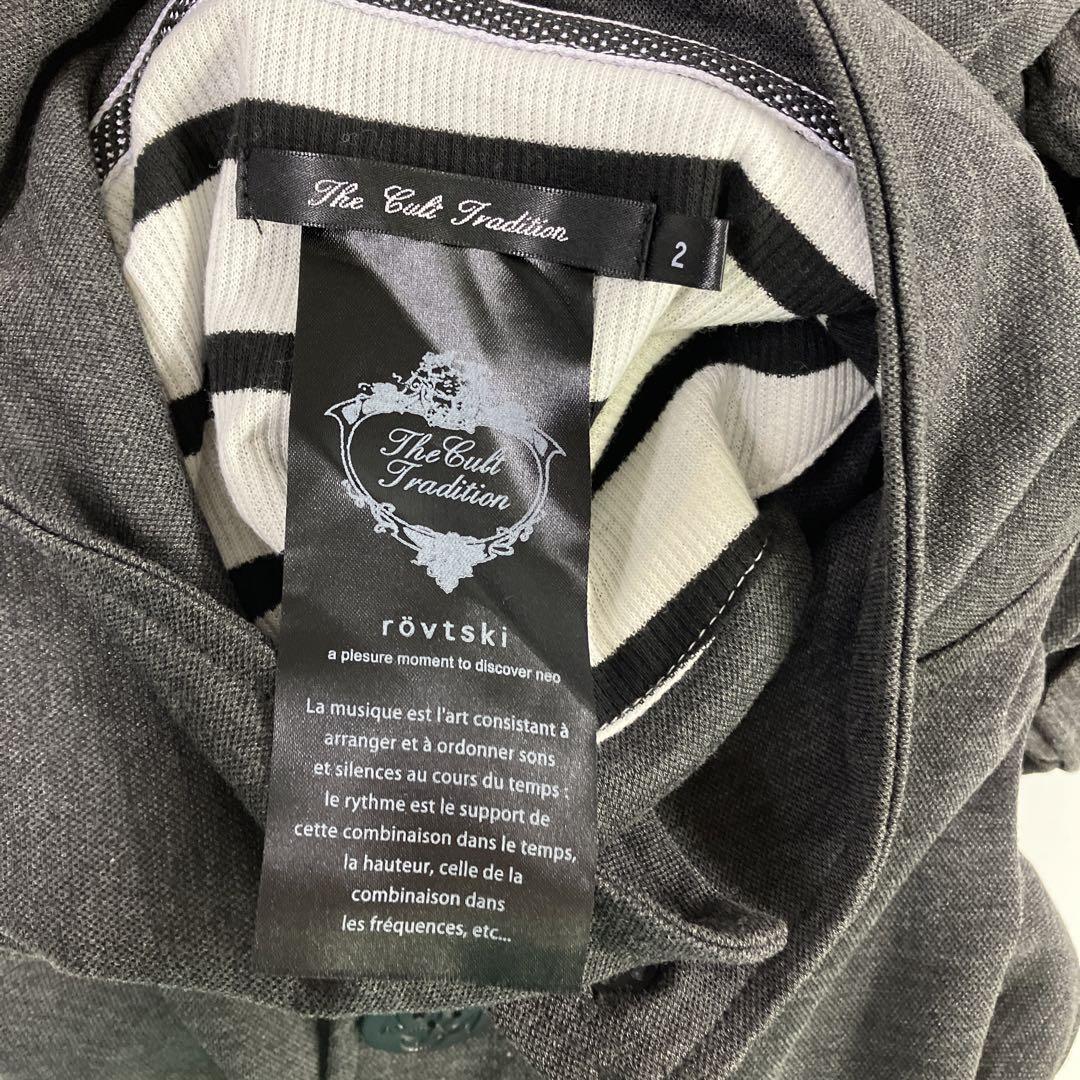 The Cult Tradition
2
The Cult
Tradition
rövtski
a plesure moment to discover neo
La musique est l'art consistant à
arranger et à ordonner sons
et silences au cours du temps :
le rythme est le support de
cette combinaison dans le temps,
la hauteur, celle de la
combinaison dans
les fréquences, etc...